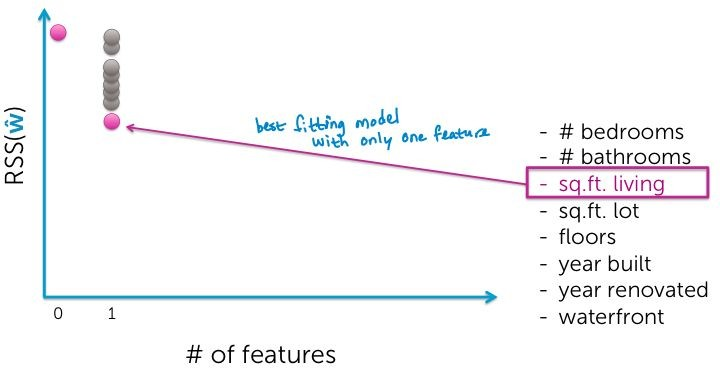 RSS(ŵ)
best fitting model
with only one feature
- # bedrooms
- # bathrooms
- sq.ft. living
- sq.ft. lot
- floors
- year built
- year renovated
- waterfront
0 1
# of features